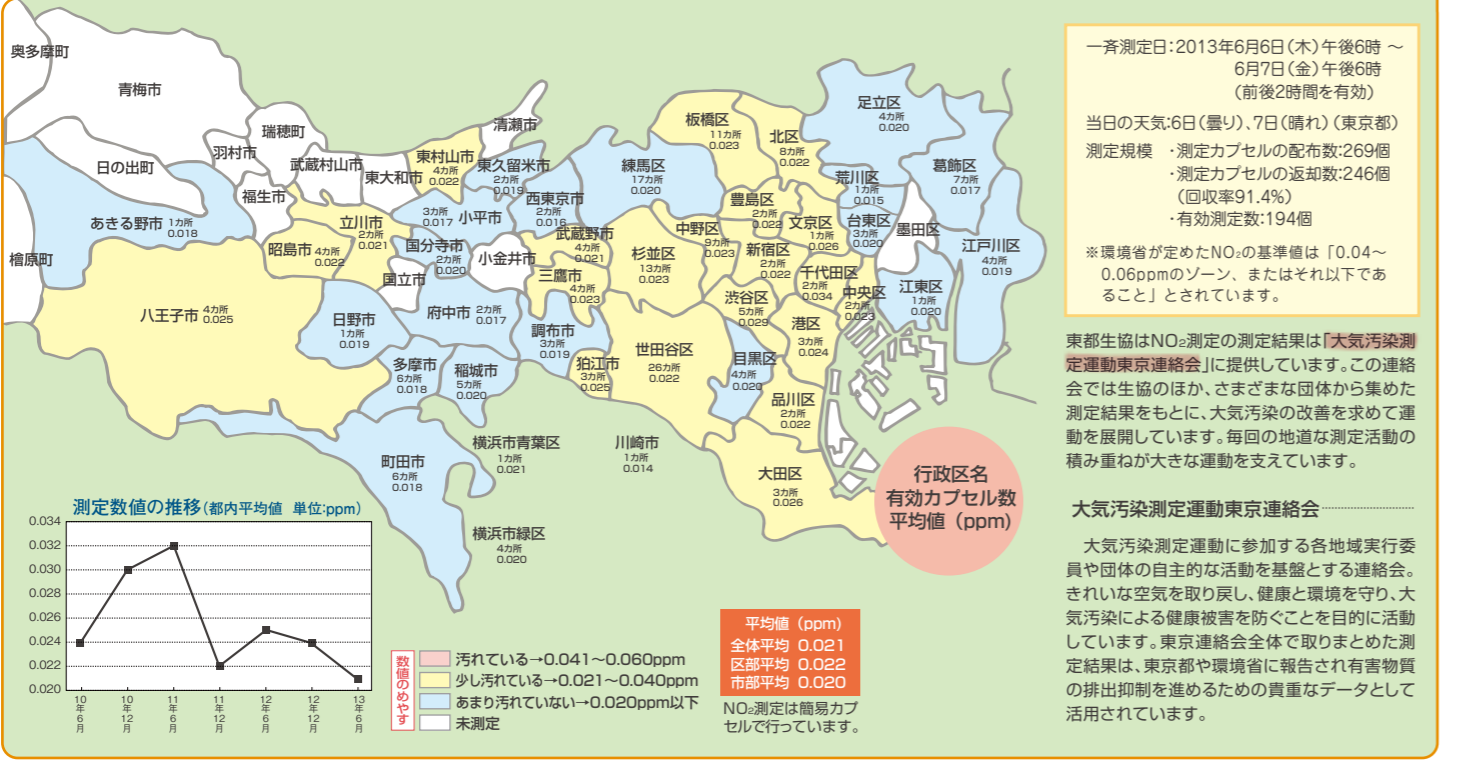 奥多摩町
青梅市
瑞穂町
羽村市
日の出町
武蔵村山市
東大和市
福生市
清瀬市
檜原町
あきる野市 1カ所
0.018
東村山市
4カ所
0.022
東久留米市
2カ所
0.019
西東京市
2カ所
0.016
立川市
2カ所
0.021
3カ所
0.017
小平市
昭島市 4カ所
0.022
国分寺市
2カ所
0.020
小金井市
国立市
武蔵野市
4カ所
0.021
三鷹市
4カ所
0.023
八王子市 4カ所
0.025
日野市
1カ所
0.019
府中市 2カ所
0.017
調布市
3カ所
0.019
狛江市
3カ所
0.025
多摩市
6カ所
0.018
稲城市
5カ所
0.020
町田市
6カ所
0.018
横浜市青葉区
1カ所
0.021
横浜市緑区
4カ所
0.020
川崎市
1カ所
0.014
板橋区
11カ所
0.023
北区
8カ所
0.022
足立区
4カ所
0.020
練馬区
17カ所
0.020
葛飾区
7カ所
0.017
荒川区
1カ所
0.015
豊島区
2カ所
0.022
文京区
1カ所
0.026
台東区
3カ所
0.020
墨田区
江戸川区
4カ所
0.019
中野区
9カ所
0.023
新宿区
2カ所
0.022
杉並区
13カ所
0.023
千代田区
2カ所
0.034
中央区
2カ所
0.023
江東区
1カ所
0.020
渋谷区
5カ所
0.029
港区
3カ所
0.024
世田谷区
26カ所
0.022
目黒区
4カ所
0.020
品川区
2カ所
0.022
大田区
3カ所
0.026
行政区名
有効カプセル数
平均値（ppm）
測定数値の推移（都内平均値 単位:ppm）
0.034
0.032
0.030
0.028
0.026
0.024
0.022
0.020
10年6月
10年12月
11年6月
11年12月
12年6月
12年12月
13年6月
数値のめやす
汚れている→0.041～0.060ppm
少し汚れている→0.021～0.040ppm
あまり汚れていない→0.020ppm以下
未測定
平均値（ppm）
全体平均 0.021
区部平均 0.022
市部平均 0.020
NO₂測定は簡易カプ
セルで行っています。
一斉測定日:2013年6月6日（木）午後6時 ～
6月7日（金）午後6時
（前後2時間を有効）
当日の天気:6日（曇り）、7日（晴れ）（東京都）
測定規模 ・測定カプセルの配布数:269個
・測定カプセルの返却数:246個
（回収率91.4%）
・有効測定数:194個
※環境省が定めたNO₂の基準値は「0.04～
0.06ppmのゾーン、またはそれ以下であ
ること」とされています。
東都生協はNO₂測定の測定結果は「大気汚染測
定運動東京連絡会」に提供しています。この連絡
会では生協のほか、さまざまな団体から集めた
測定結果をもとに、大気汚染の改善を求めて運
動を展開しています。毎回の地道な測定活動の
積み重ねが大きな運動を支えています。
大気汚染測定運動東京連絡会
大気汚染測定運動に参加する各地域実行委
員や団体の自主的な活動を基盤とする連絡会。
きれいな空気を取り戻し、健康と環境を守り、大
気汚染による健康被害を防ぐことを目的に活動
しています。東京連絡会全体で取りまとめた測
定結果は、東京都や環境省に報告され有害物質
の排出抑制を進めるための貴重なデータとして
活用されています。